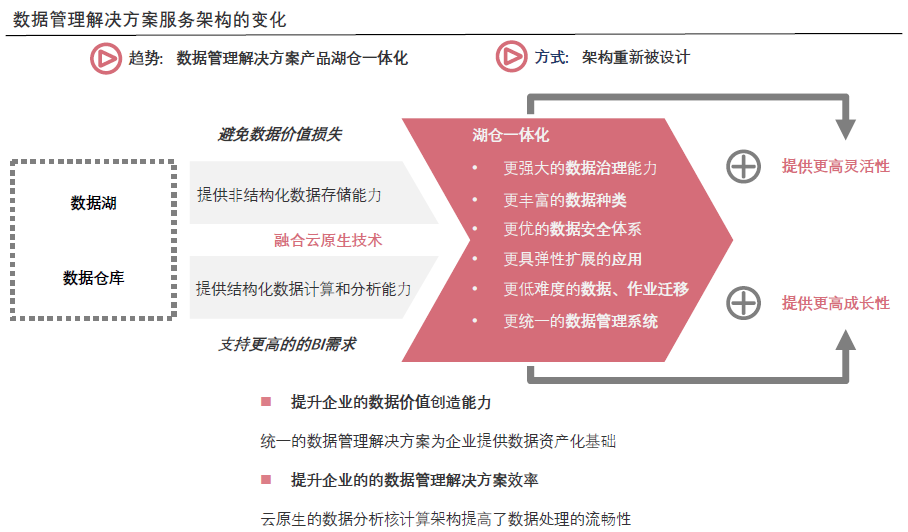 数据管理解决方案服务架构的变化
趋势: 数据管理解决方案产品湖仓一体化
方式: 架构重新被设计
避免数据价值损失
数据湖
数据仓库
提供非结构化数据存储能力
融合云原生技术
提供结构化数据计算和分析能力
支持更高的的BI需求
湖仓一体化
• 更强大的数据治理能力
• 更丰富的数据种类
• 更优的数据安全体系
• 更具弹性扩展的应用
• 更低难度的数据、作业迁移
• 更统一的数据管理系统
提供更高灵活性
提供更高成长性
■ 提升企业的数据价值创造能力
统一的数据管理解决方案为企业提供数据资产化基础
■ 提升企业的的数据管理解决方案效率
云原生的数据分析核计算架构提高了数据处理的流畅性